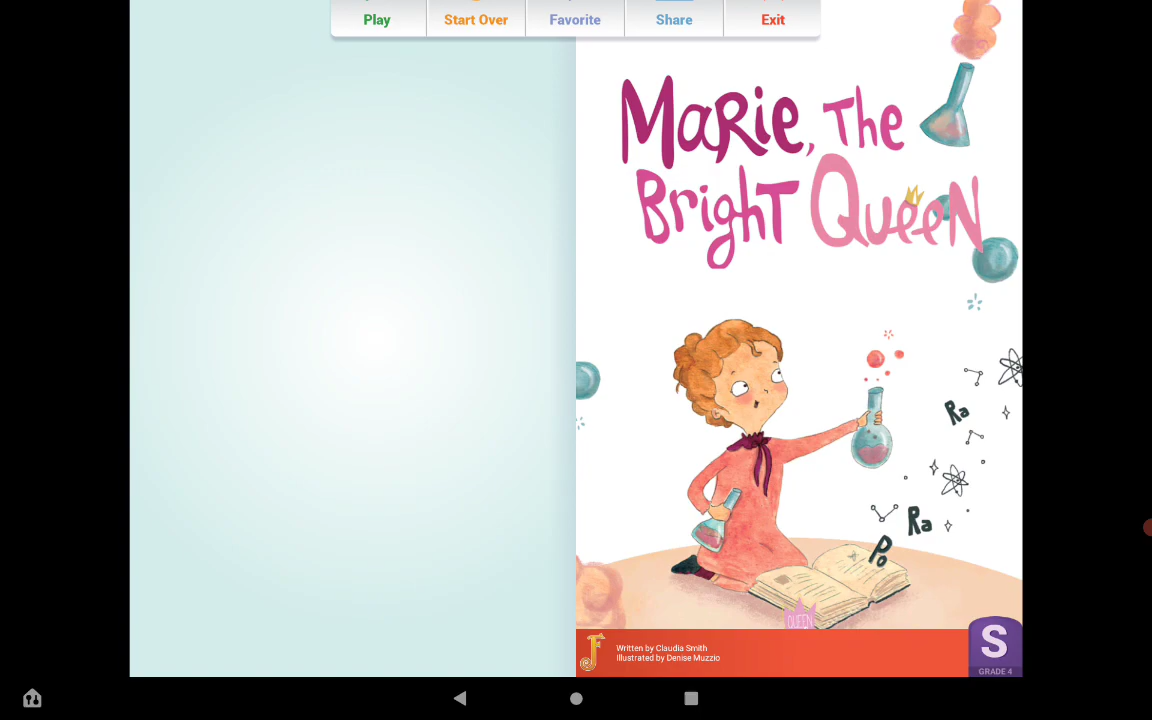 Play
Start Over
Favorite
Share
Exit
Marie, The
Bright Queen
Ra
Ra
Po
QUEEN
Written by Claudia Smith
Illustrated by Denise Muzzio
S
GRADE 4